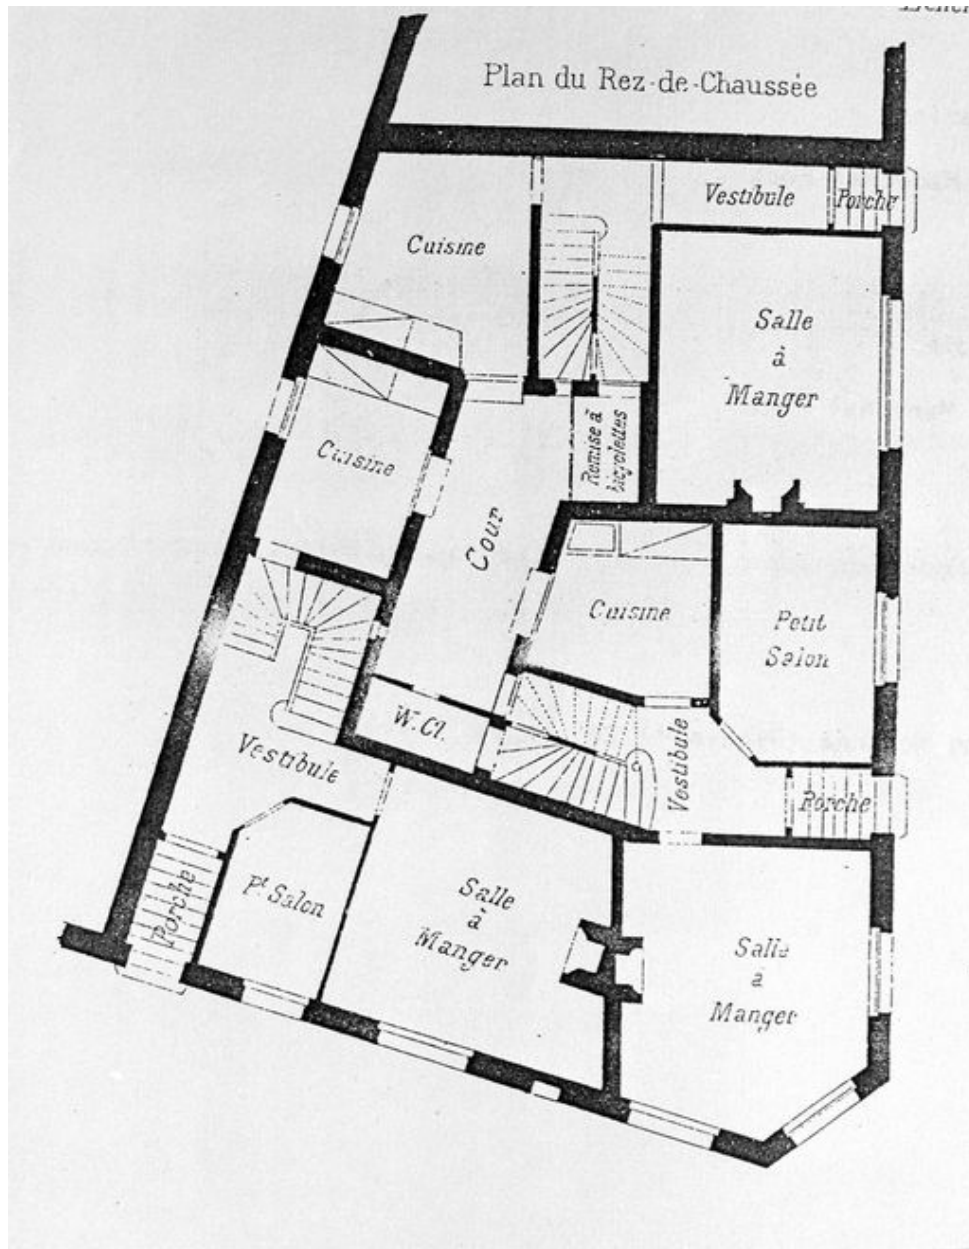 Plan du Rez-de-Chaussée
Vestibule
Porche
Cuisine
Salle
à
Manger
Remise à
bicyclettes
Cuisine
Cour
Cuisine
Petit
Salon
W. Cl.
Vestibule
Vestibule
Porche
Pt Salon
Porche
Salle
à
Manger
Salle
à
Manger